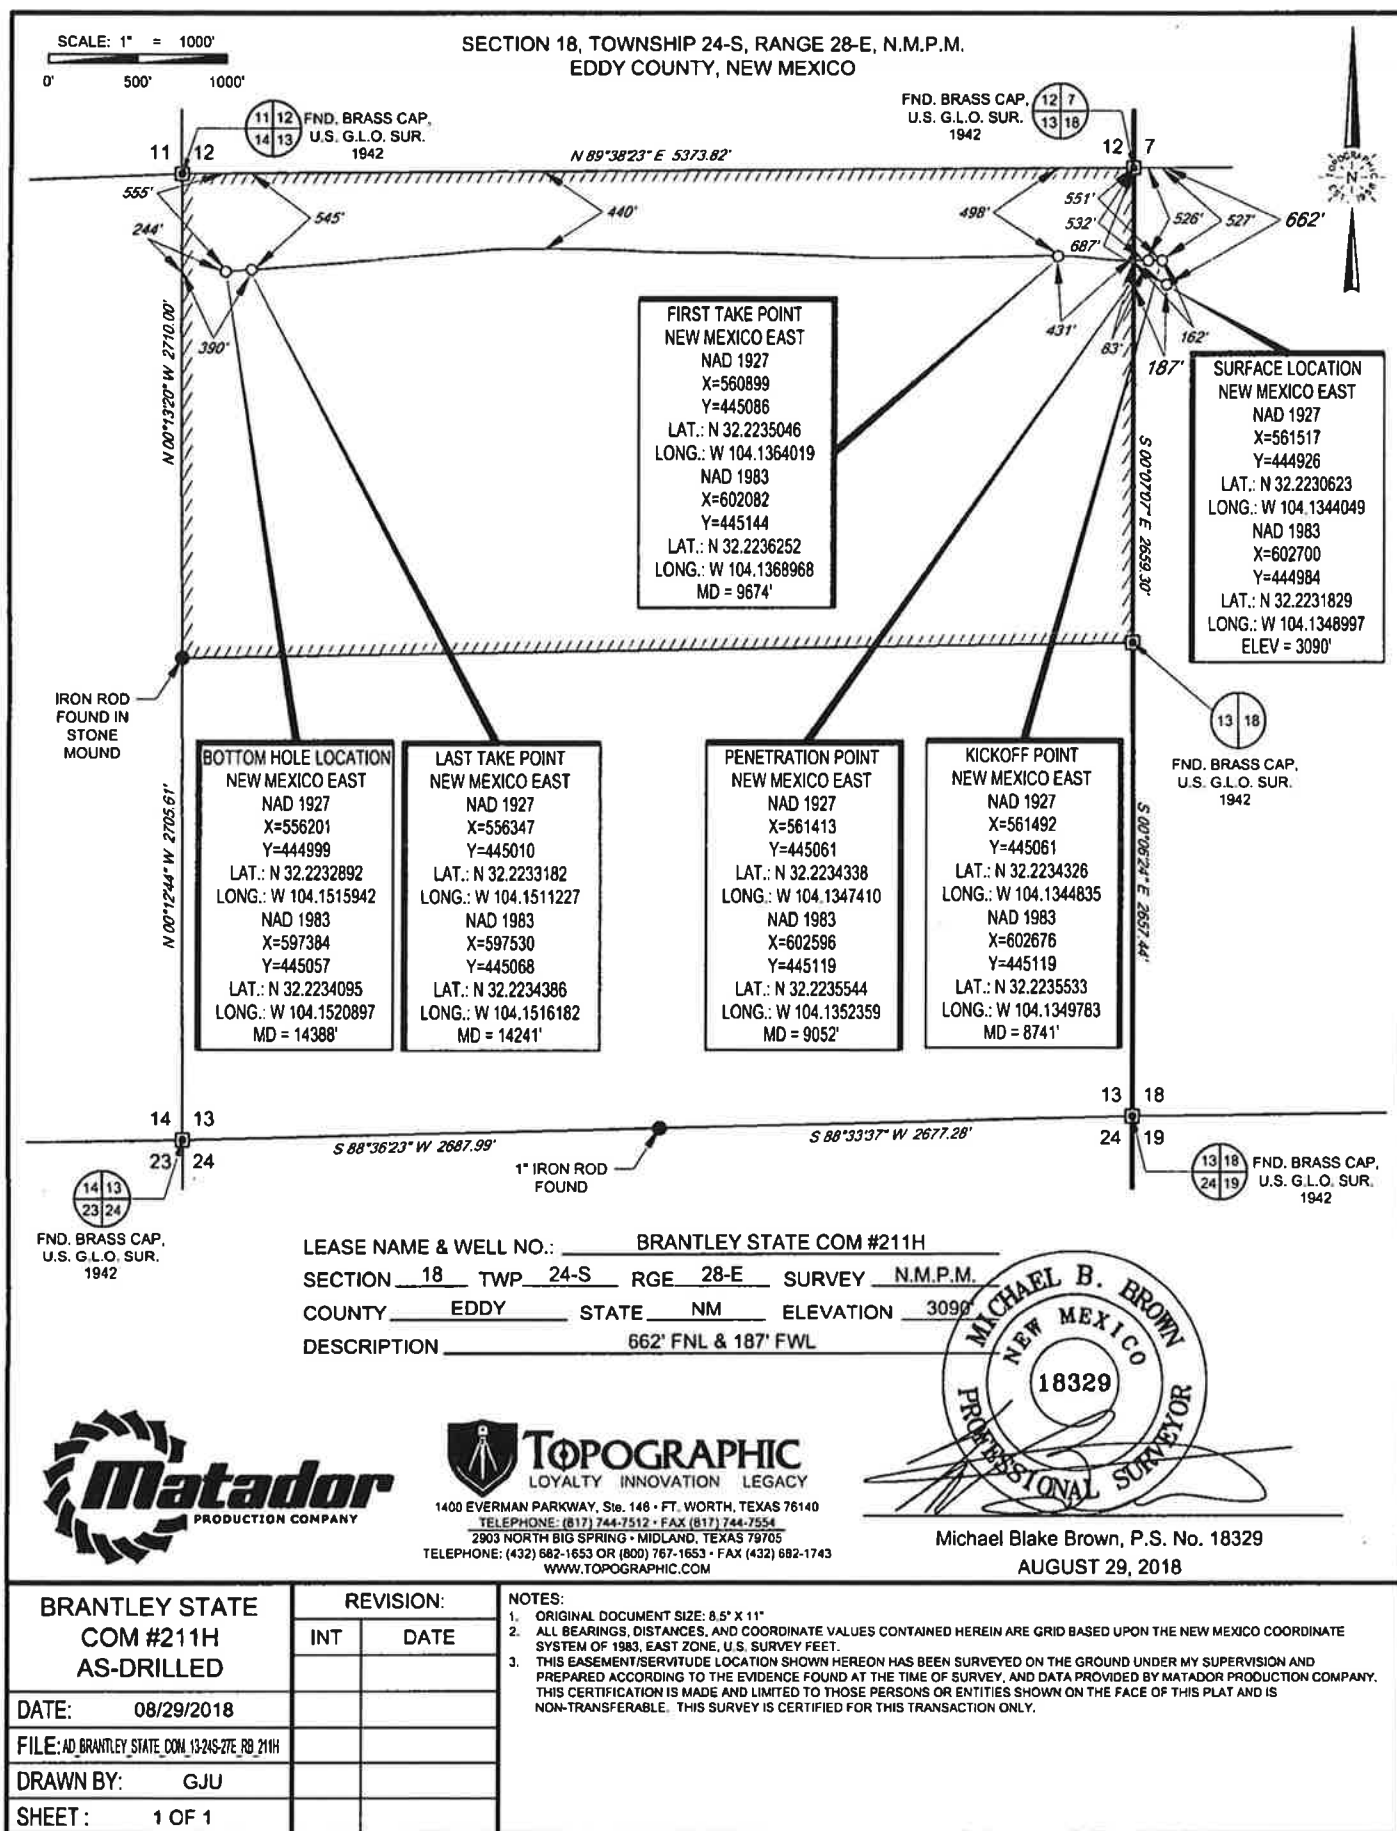 SCALE: 1" = 1000'
0' 500' 1000'
SECTION 18, TOWNSHIP 24-S, RANGE 28-E, N.M.P.M.
EDDY COUNTY, NEW MEXICO
11 12
14 13
FND. BRASS CAP,
U.S. G.L.O. SUR.
1942
FND. BRASS CAP,
U.S. G.L.O. SUR.
1942
12 7
13 18
11 12
N 89°38'23" E 5373.82'
12 7
N
555'
545'
440'
498'
551'
532'
687'
526'
527'
662'
244'
390'
431'
83'
162'
187'
N 00°13'20" W 2710.00'
S 00°07'07" E 2659.30'
FIRST TAKE POINT
NEW MEXICO EAST
NAD 1927
X=560899
Y=445086
LAT.: N 32.2235046
LONG.: W 104.1364019
NAD 1983
X=602082
Y=445144
LAT.: N 32.2236252
LONG.: W 104.1368968
MD = 9674'
SURFACE LOCATION
NEW MEXICO EAST
NAD 1927
X=561517
Y=444926
LAT.: N 32.2230623
LONG.: W 104.1344049
NAD 1983
X=602700
Y=444984
LAT.: N 32.2231829
LONG.: W 104.1348997
ELEV = 3090'
IRON ROD
FOUND IN
STONE
MOUND
13 18
FND. BRASS CAP,
U.S. G.L.O. SUR.
1942
N 00°12'44" W 2705.61'
S 00°06'24" E 2657.44'
BOTTOM HOLE LOCATION
NEW MEXICO EAST
NAD 1927
X=556201
Y=444999
LAT.: N 32.2232892
LONG.: W 104.1515942
NAD 1983
X=597384
Y=445057
LAT.: N 32.2234095
LONG.: W 104.1520897
MD = 14388'
LAST TAKE POINT
NEW MEXICO EAST
NAD 1927
X=556347
Y=445010
LAT.: N 32.2233182
LONG.: W 104.1511227
NAD 1983
X=597530
Y=445068
LAT.: N 32.2234386
LONG.: W 104.1516182
MD = 14241'
PENETRATION POINT
NEW MEXICO EAST
NAD 1927
X=561413
Y=445061
LAT.: N 32.2234338
LONG.: W 104.1347410
NAD 1983
X=602596
Y=445119
LAT.: N 32.2235544
LONG.: W 104.1352359
MD = 9052'
KICKOFF POINT
NEW MEXICO EAST
NAD 1927
X=561492
Y=445061
LAT.: N 32.2234326
LONG.: W 104.1344835
NAD 1983
X=602676
Y=445119
LAT.: N 32.2235533
LONG.: W 104.1349783
MD = 8741'
14 13
23 24
S 88°36'23" W 2687.99'
1" IRON ROD
FOUND
S 88°33'37" W 2677.28'
13 18
24 19
14 13
23 24
FND. BRASS CAP,
U.S. G.L.O. SUR.
1942
13 18
24 19
FND. BRASS CAP,
U.S. G.L.O. SUR.
1942
LEASE NAME & WELL NO.: BRANTLEY STATE COM #211H
SECTION 18 TWP 24-S RGE 28-E SURVEY N.M.P.M.
COUNTY EDDY STATE NM ELEVATION 3090'
DESCRIPTION 662' FNL & 187' FWL
MICHAEL B. BROWN
NEW MEXICO
18329
PROFESSIONAL SURVEYOR
Matador
PRODUCTION COMPANY
TOPOGRAPHIC
LOYALTY INNOVATION LEGACY
1400 EVERMAN PARKWAY, Ste. 146 • FT. WORTH, TEXAS 76140
TELEPHONE: (817) 744-7512 • FAX (817) 744-7554
2903 NORTH BIG SPRING • MIDLAND, TEXAS 79705
TELEPHONE: (432) 682-1653 OR (800) 767-1653 • FAX (432) 682-1743
WWW.TOPOGRAPHIC.COM
Michael Blake Brown, P.S. No. 18329
AUGUST 29, 2018
BRANTLEY STATE
COM #211H
AS-DRILLED
REVISION:
INT DATE
DATE: 08/29/2018
FILE: AD_BRANTLEY_STATE_COM_13-24S-27E_RB_211H
DRAWN BY: GJU
SHEET : 1 OF 1
NOTES:
1. ORIGINAL DOCUMENT SIZE: 8.5" X 11"
2. ALL BEARINGS, DISTANCES, AND COORDINATE VALUES CONTAINED HEREIN ARE GRID BASED UPON THE NEW MEXICO COORDINATE
SYSTEM OF 1983, EAST ZONE, U.S. SURVEY FEET.
3. THIS EASEMENT/SERVITUDE LOCATION SHOWN HEREON HAS BEEN SURVEYED ON THE GROUND UNDER MY SUPERVISION AND
PREPARED ACCORDING TO THE EVIDENCE FOUND AT THE TIME OF SURVEY, AND DATA PROVIDED BY MATADOR PRODUCTION COMPANY.
THIS CERTIFICATION IS MADE AND LIMITED TO THOSE PERSONS OR ENTITIES SHOWN ON THE FACE OF THIS PLAT AND IS
NON-TRANSFERABLE. THIS SURVEY IS CERTIFIED FOR THIS TRANSACTION ONLY.